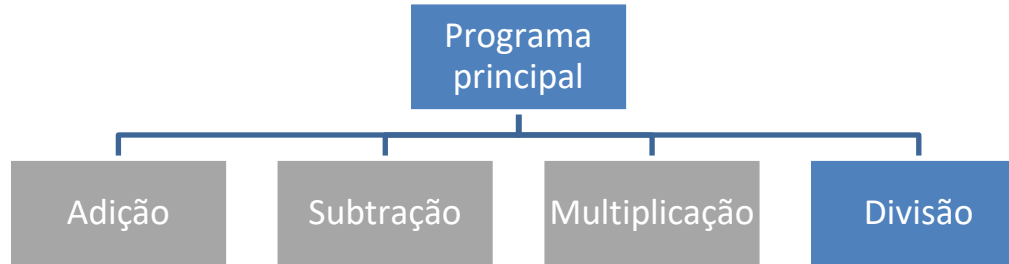 Programa
principal
Adição
Subtração
Multiplicação
Divisão